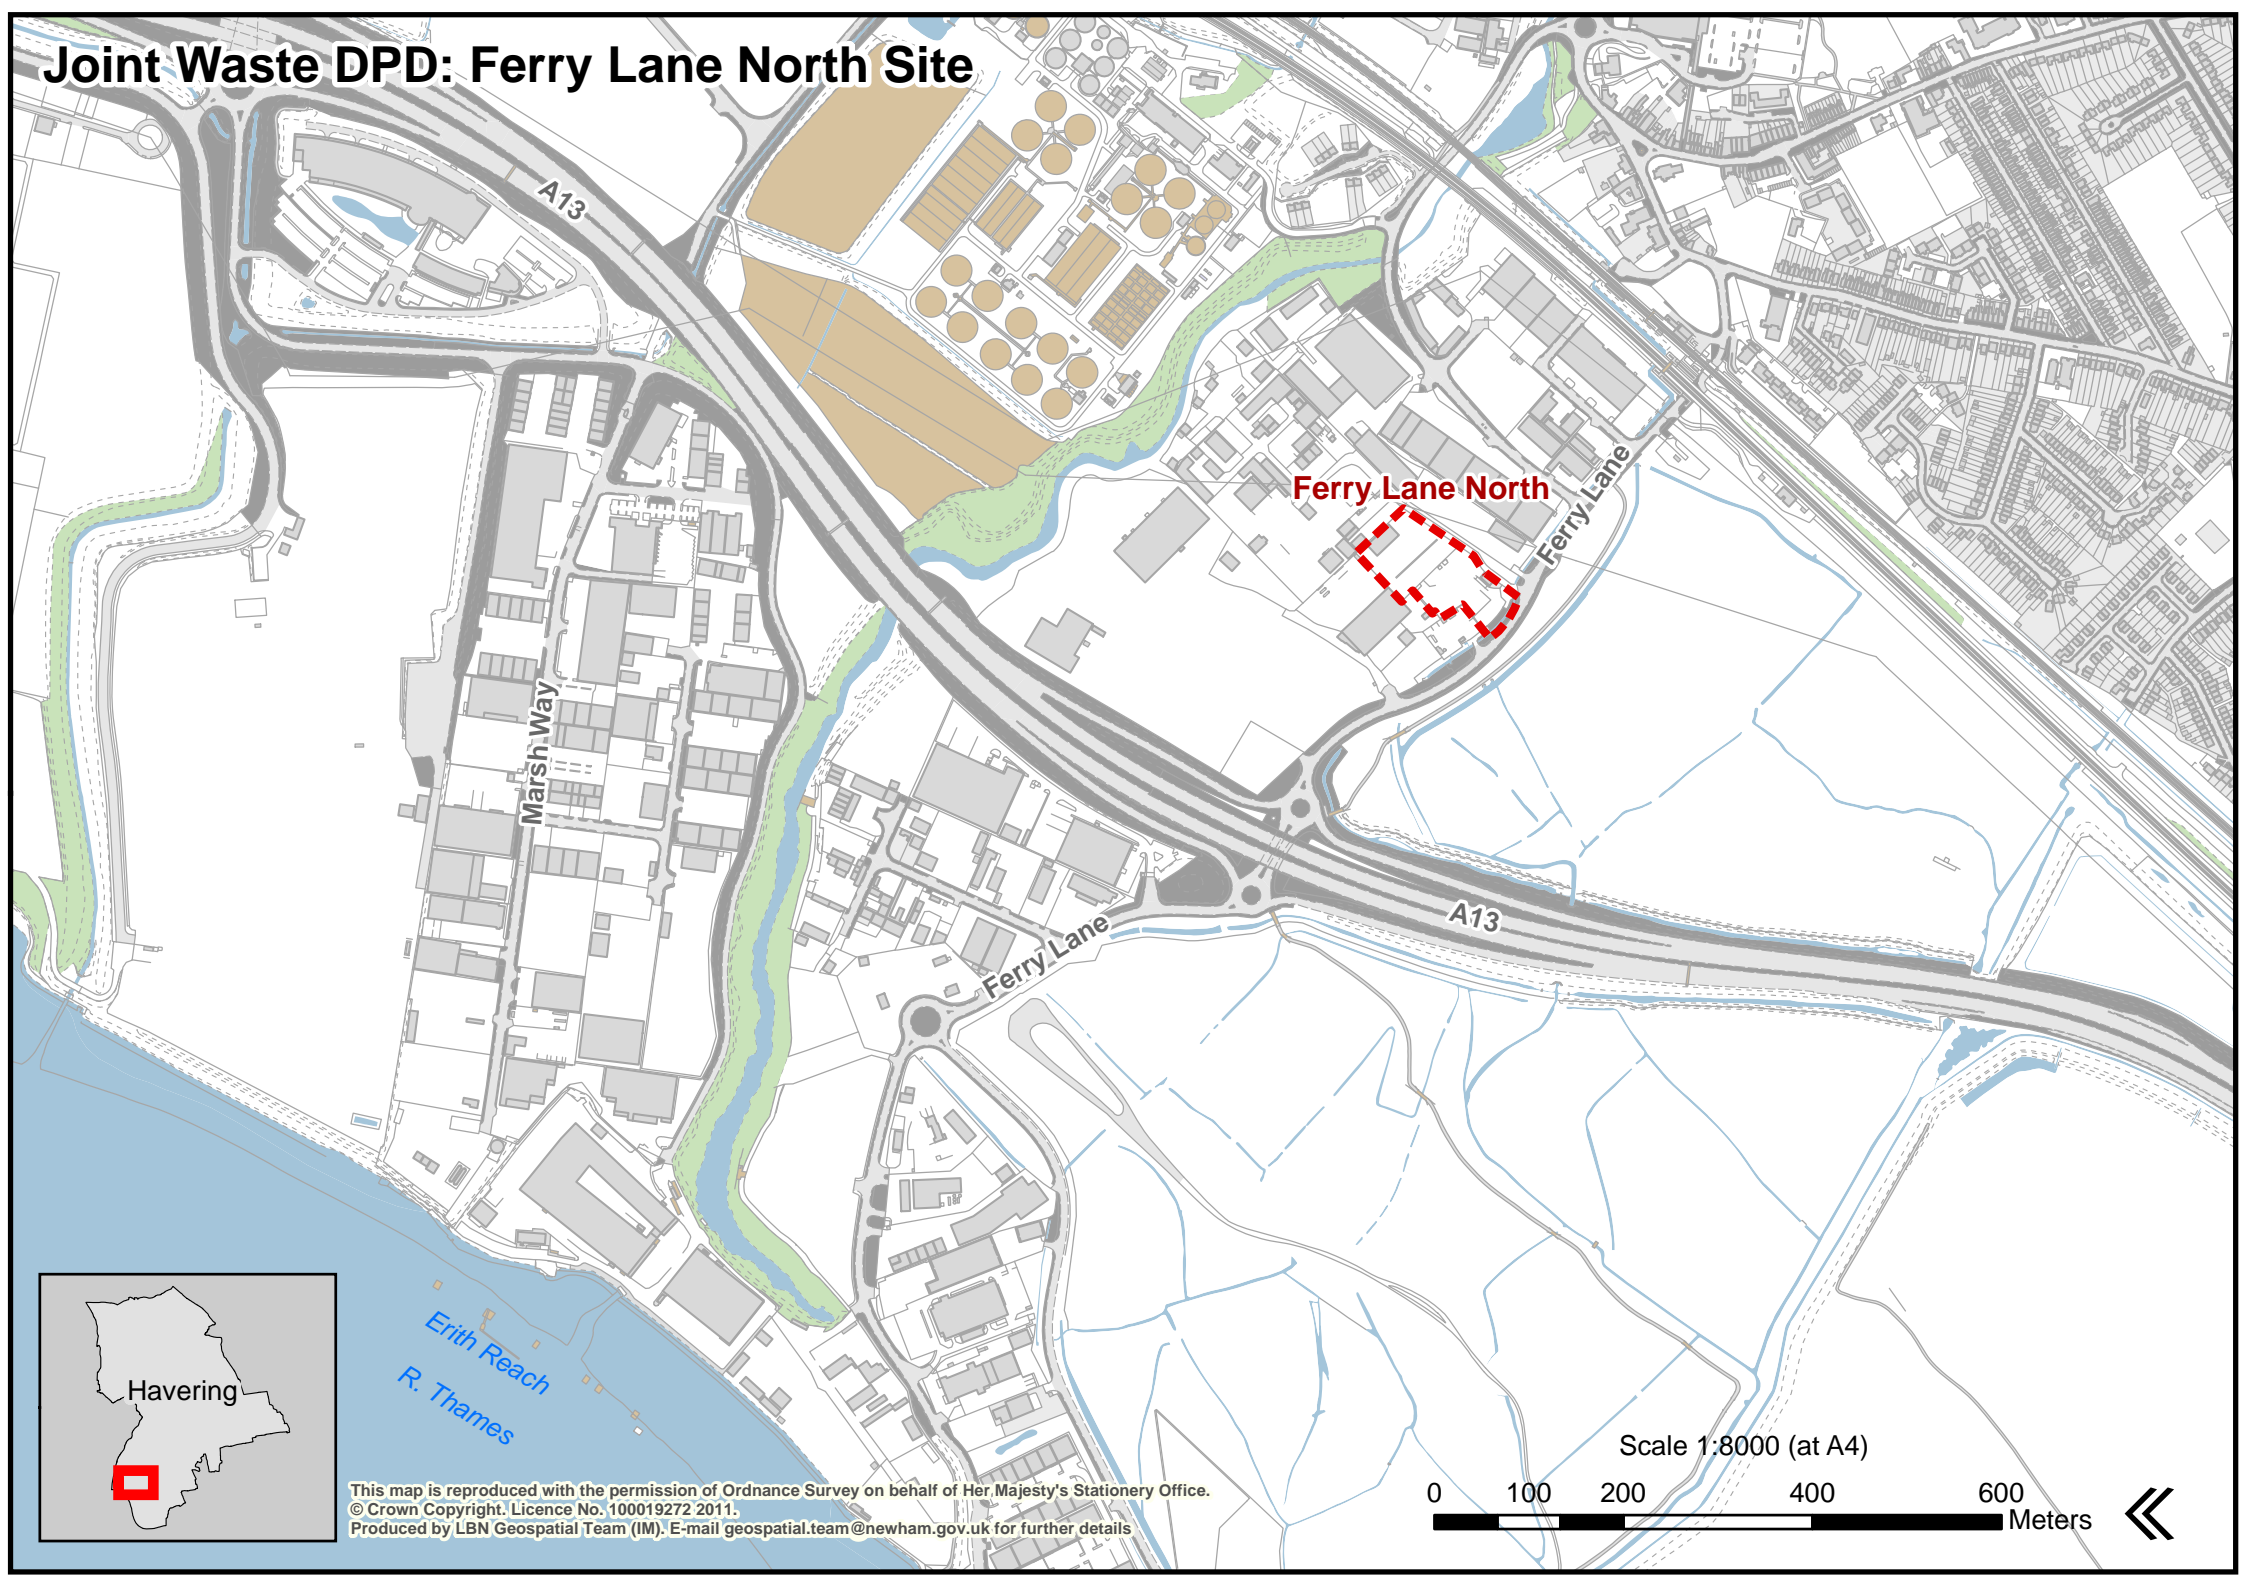 Joint Waste DPD: Ferry Lane North Site
A13
Ferry Lane North
Ferry Lane
Marsh Way
A13
Ferry Lane
Erith Reach
R. Thames
Havering
Scale 1:8000 (at A4)
0 100 200 400 600
Meters
This map is reproduced with the permission of Ordnance Survey on behalf of Her Majesty's Stationery Office.
© Crown Copyright. Licence No. 100019272 2011.
Produced by LBN Geospatial Team (IM). E-mail geospatial.team@newham.gov.uk for further details